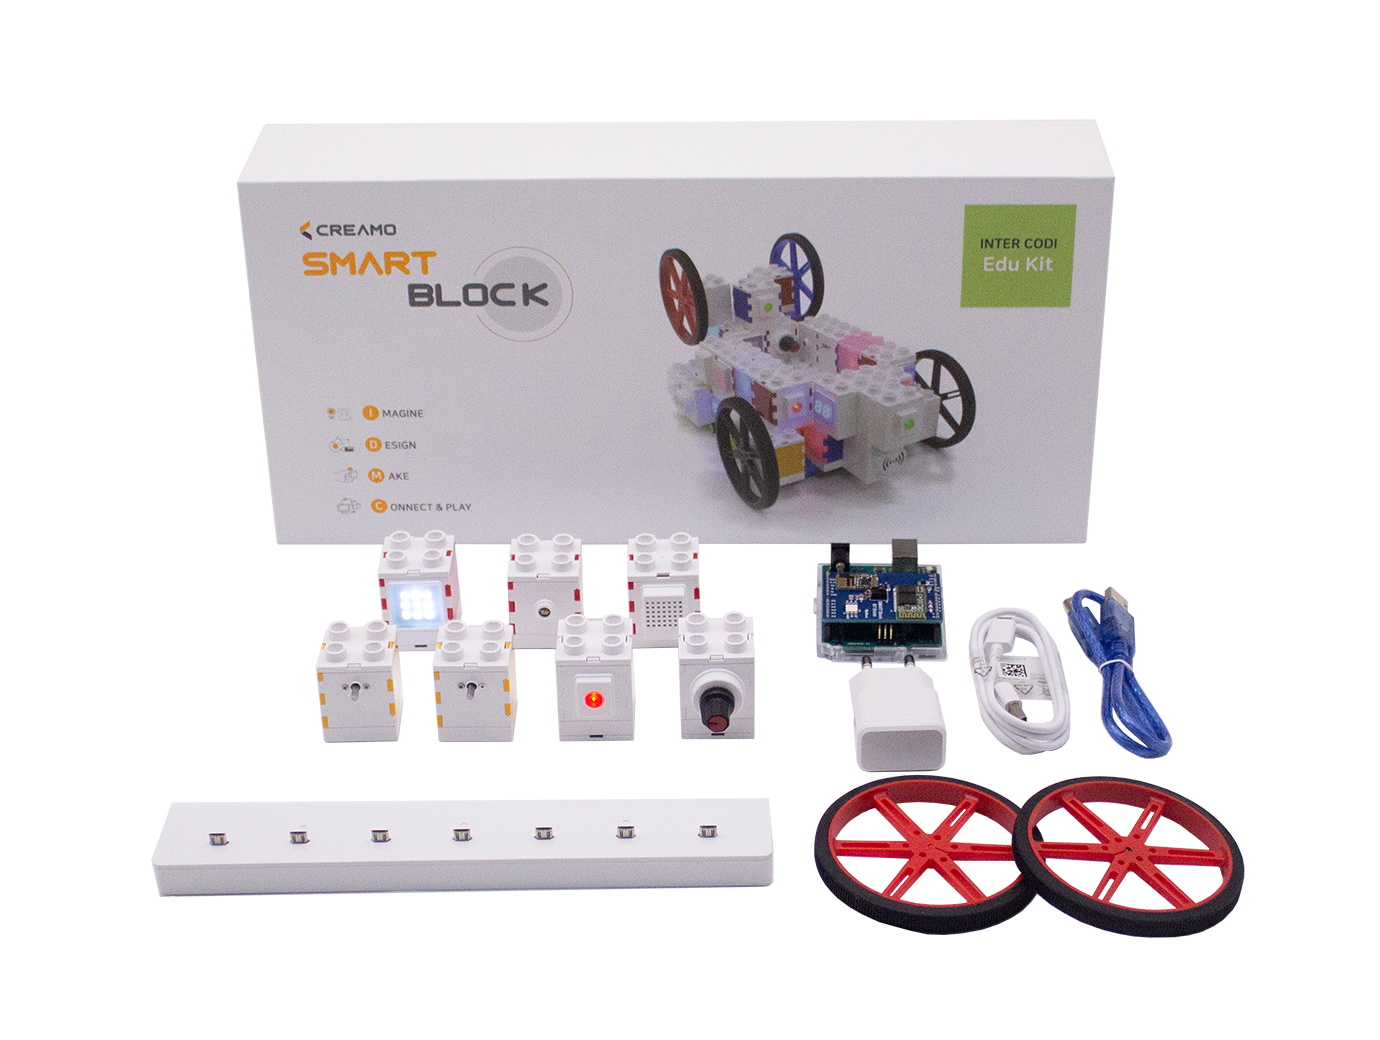 CREAMO
SMART
BLOCK
INTER CODI
Edu Kit
I MAGINE
D ESIGN
M AKE
C ONNECT & PLAY